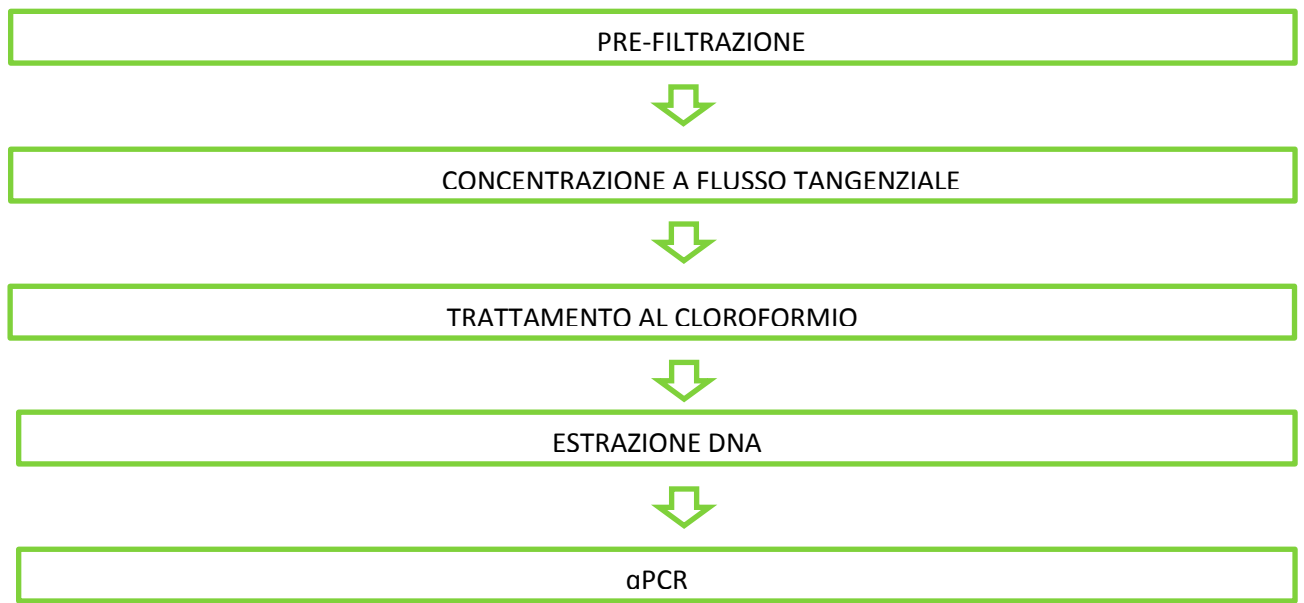 PRE-FILTRAZIONE
CONCENTRAZIONE A FLUSSO TANGENZIALE
TRATTAMENTO AL CLOROFORMIO
ESTRAZIONE DNA
qPCR